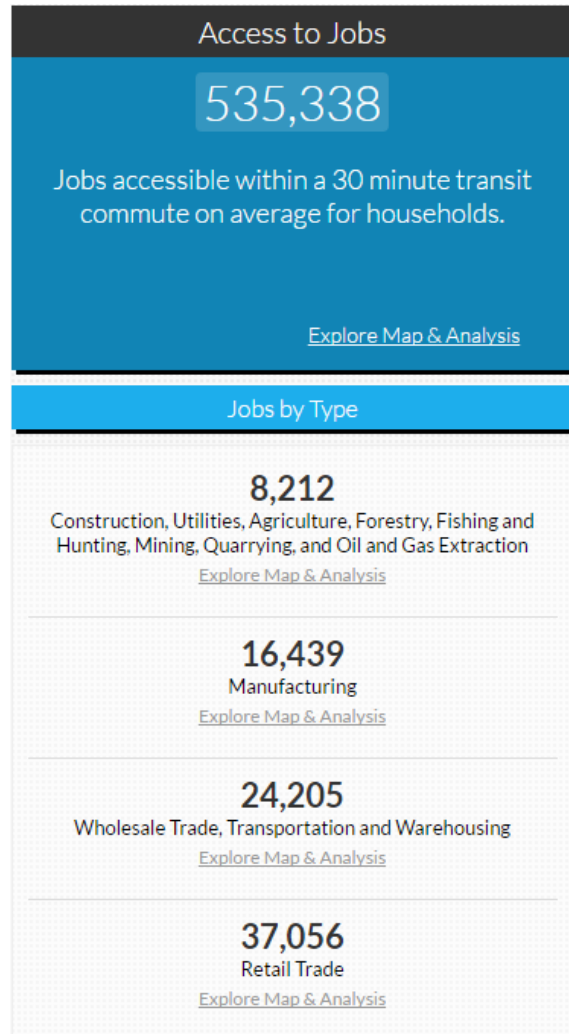 Access to Jobs
535,338
Jobs accessible within a 30 minute transit
commute on average for households.
Explore Map & Analysis
Jobs by Type
8,212
Construction, Utilities, Agriculture, Forestry, Fishing and
Hunting, Mining, Quarrying, and Oil and Gas Extraction
Explore Map & Analysis
16,439
Manufacturing
Explore Map & Analysis
24,205
Wholesale Trade, Transportation and Warehousing
Explore Map & Analysis
37,056
Retail Trade
Explore Map & Analysis